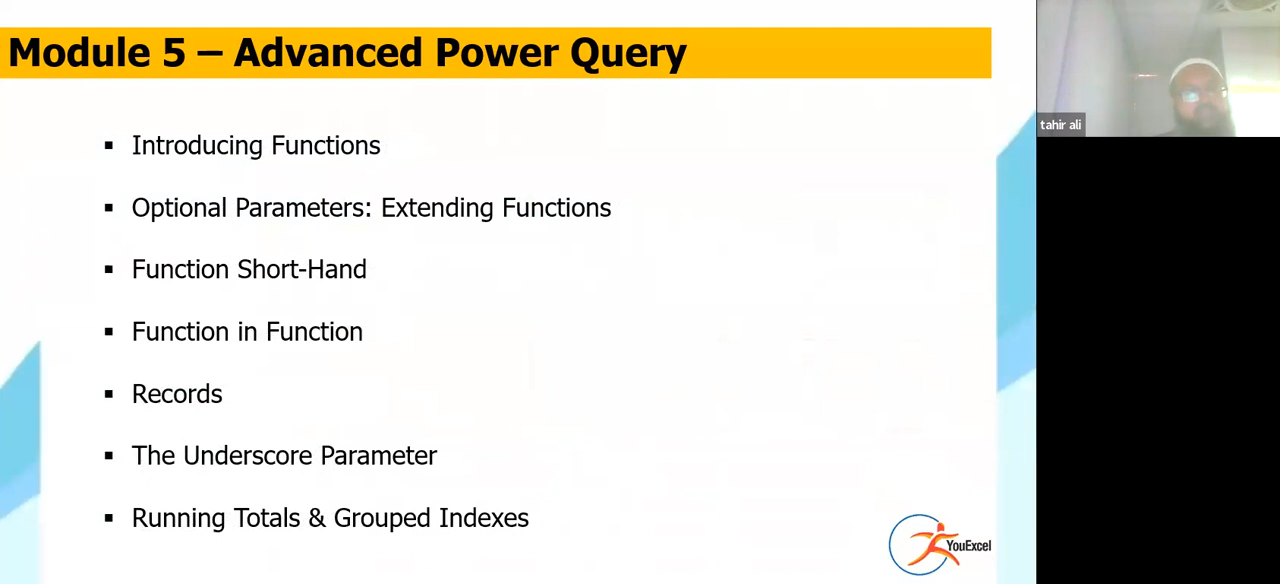 Module 5 – Advanced Power Query
tahir ali
▪ Introducing Functions
▪ Optional Parameters: Extending Functions
▪ Function Short-Hand
▪ Function in Function
▪ Records
▪ The Underscore Parameter
▪ Running Totals & Grouped Indexes
YouExcel